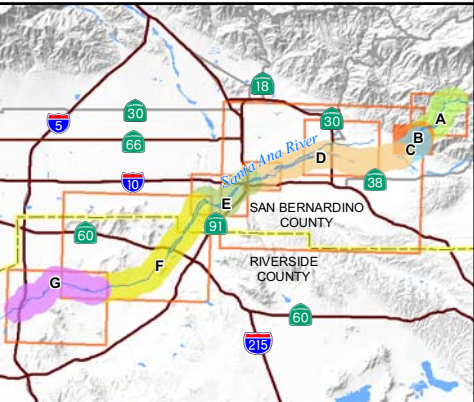 18
A
30
30
5
B
66
Santa Ana River
C
D
10
38
E
SAN BERNARDINO
COUNTY
91
60
F
RIVERSIDE
COUNTY
G
60
215